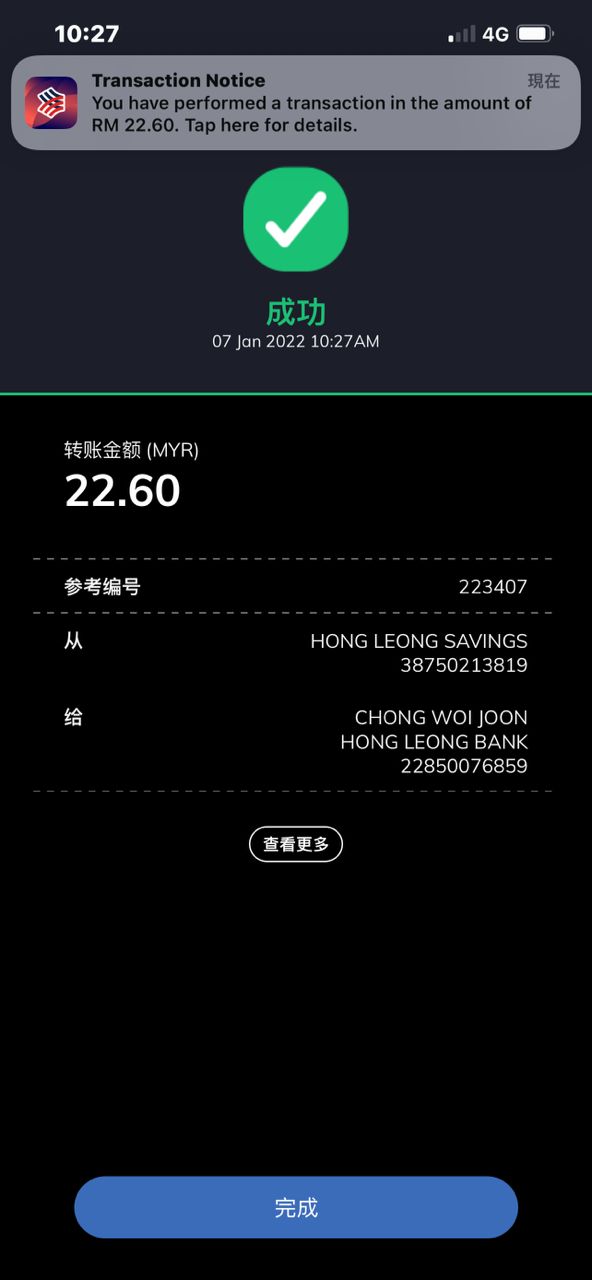 10:27
4G
Transaction Notice
現在
You have performed a transaction in the amount of
RM 22.60. Tap here for details.
成功
07 Jan 2022 10:27AM
转账金额 (MYR)
22.60
参考编号
223407
从
HONG LEONG SAVINGS
38750213819
给
CHONG WOI JOON
HONG LEONG BANK
22850076859
查看更多
完成